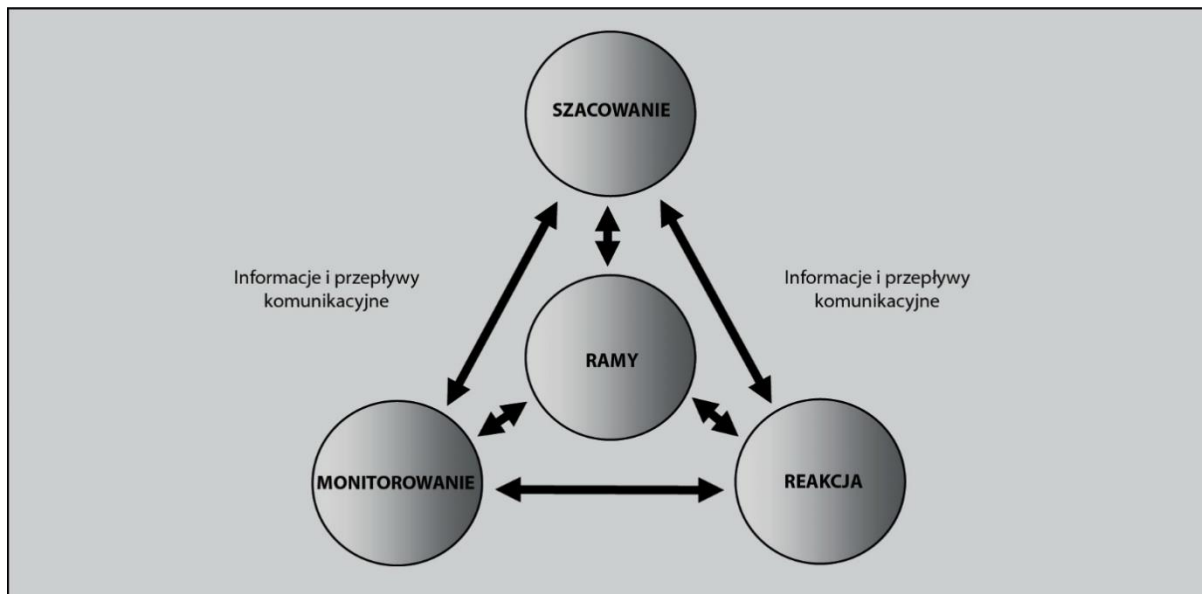 SZACOWANIE
Informacje i przepływy
komunikacyjne
Informacje i przepływy
komunikacyjne
RAMY
MONITOROWANIE
REAKCJA